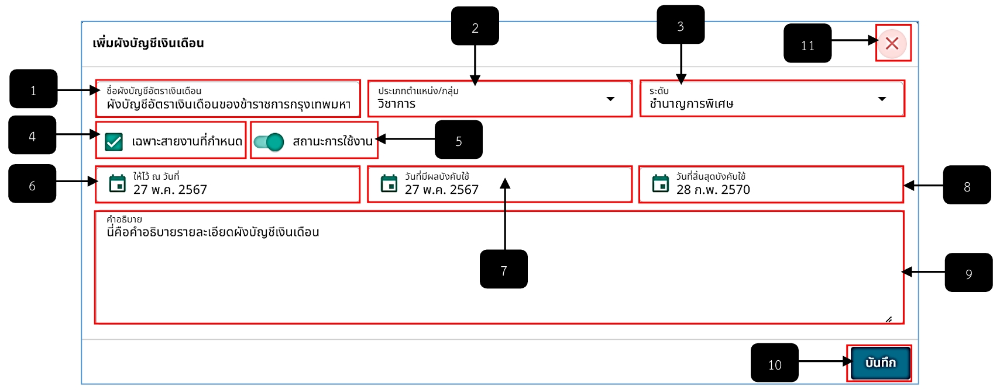 2
3
11
เพิ่มผังบัญชีเงินเดือน
1
ชื่อผังบัญชีอัตราเงินเดือน
ผังบัญชีอัตราเงินเดือนของข้าราชการกรุงเทพมหา
ประเภทตำแหน่ง/กลุ่ม
วิชาการ
ระดับ
ชำนาญการพิเศษ
4
เฉพาะสายงานที่กำหนด
สถานะการใช้งาน
5
6
ให้ไว้ ณ วันที่
27 พ.ค. 2567
วันที่มีผลบังคับใช้
27 พ.ค. 2567
วันที่สิ้นสุดบังคับใช้
28 ก.พ. 2570
8
คำอธิบาย
นี่คือคำอธิบายรายละเอียดผังบัญชีเงินเดือน
7
9
10
บันทึก